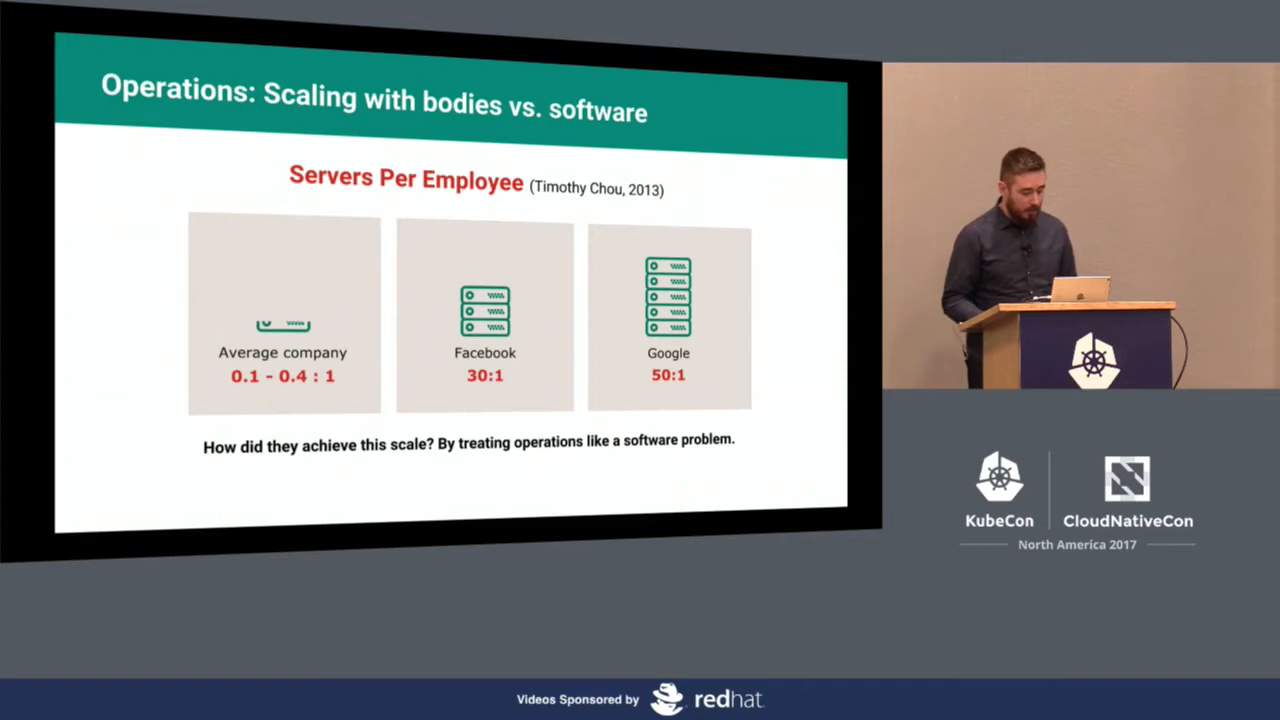 Operations: Scaling with bodies vs. software
Servers Per Employee (Timothy Chou, 2013)
Average company
0.1 - 0.4 : 1
Facebook
30:1
Google
50:1
How did they achieve this scale? By treating operations like a software problem.
KubeCon
CloudNativeCon
North America 2017
Videos Sponsored by
redhat.